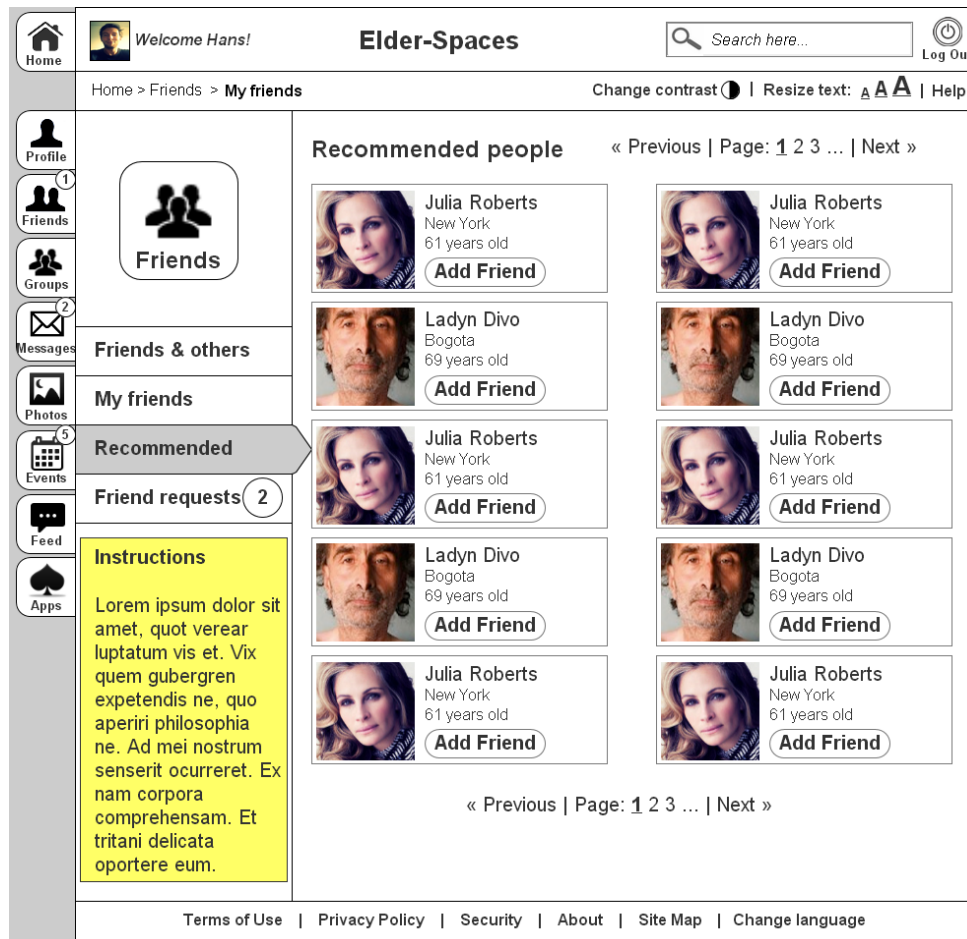 Home
Welcome Hans!
Elder-Spaces
Search here...
Log Ou
Home > Friends > My friends
Change contrast | Resize text: A A A | Help
Profile
1
Friends
Groups
2
Messages
Photos
5
Events
Feed
Apps
Friends
Friends & others
My friends
Recommended
Friend requests 2
Instructions
Lorem ipsum dolor sit
amet, quot verear
luptatum vis et. Vix
quem gubergren
expetendis ne, quo
aperiri philosophia
ne. Ad mei nostrum
senserit ocurreret. Ex
nam corpora
comprehensam. Et
tritani delicata
oportere eum.
Recommended people
« Previous | Page: 1 2 3 ... | Next »
Julia Roberts
New York
61 years old
Add Friend
Julia Roberts
New York
61 years old
Add Friend
Ladyn Divo
Bogota
69 years old
Add Friend
Ladyn Divo
Bogota
69 years old
Add Friend
Julia Roberts
New York
61 years old
Add Friend
Julia Roberts
New York
61 years old
Add Friend
Ladyn Divo
Bogota
69 years old
Add Friend
Ladyn Divo
Bogota
69 years old
Add Friend
Julia Roberts
New York
61 years old
Add Friend
Julia Roberts
New York
61 years old
Add Friend
« Previous | Page: 1 2 3 ... | Next »
Terms of Use | Privacy Policy | Security | About | Site Map | Change language